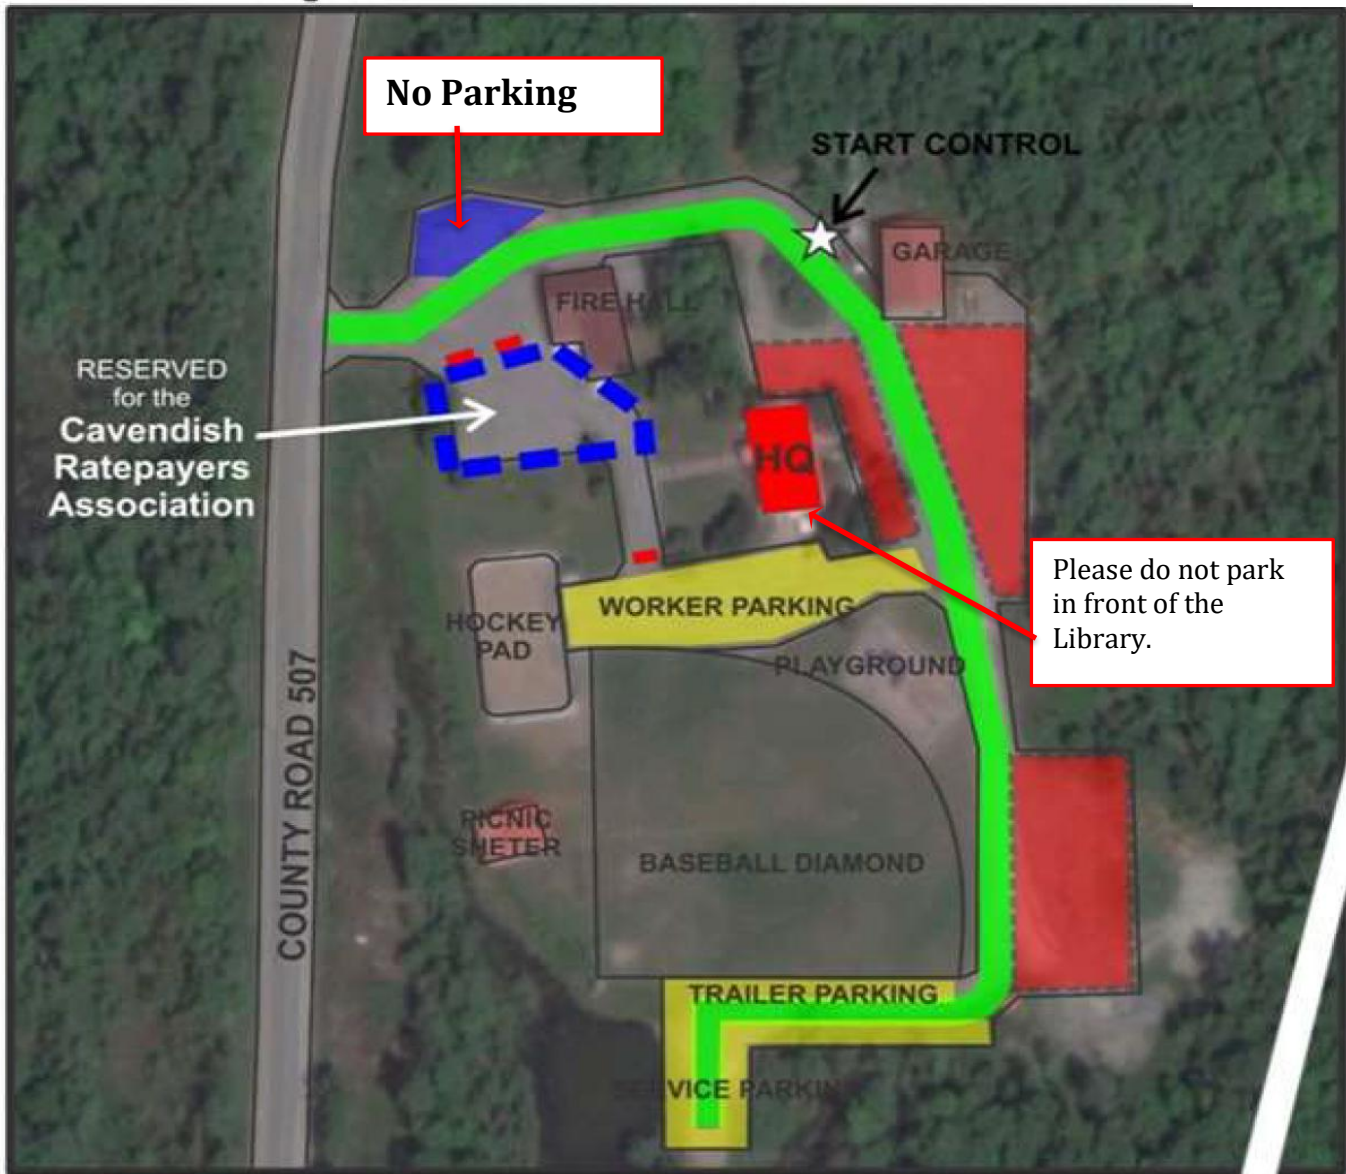 No Parking
START CONTROL
GARAGE
FIRE HALL
RESERVED
for the
Cavendish
Ratepayers
Association
HQ
Please do not park
in front of the
Library.
WORKER PARKING
HOCKEY
PAD
PLAYGROUND
COUNTY ROAD 507
PICNIC
SHETER
BASEBALL DIAMOND
TRAILER PARKING
SERVICE PARKING